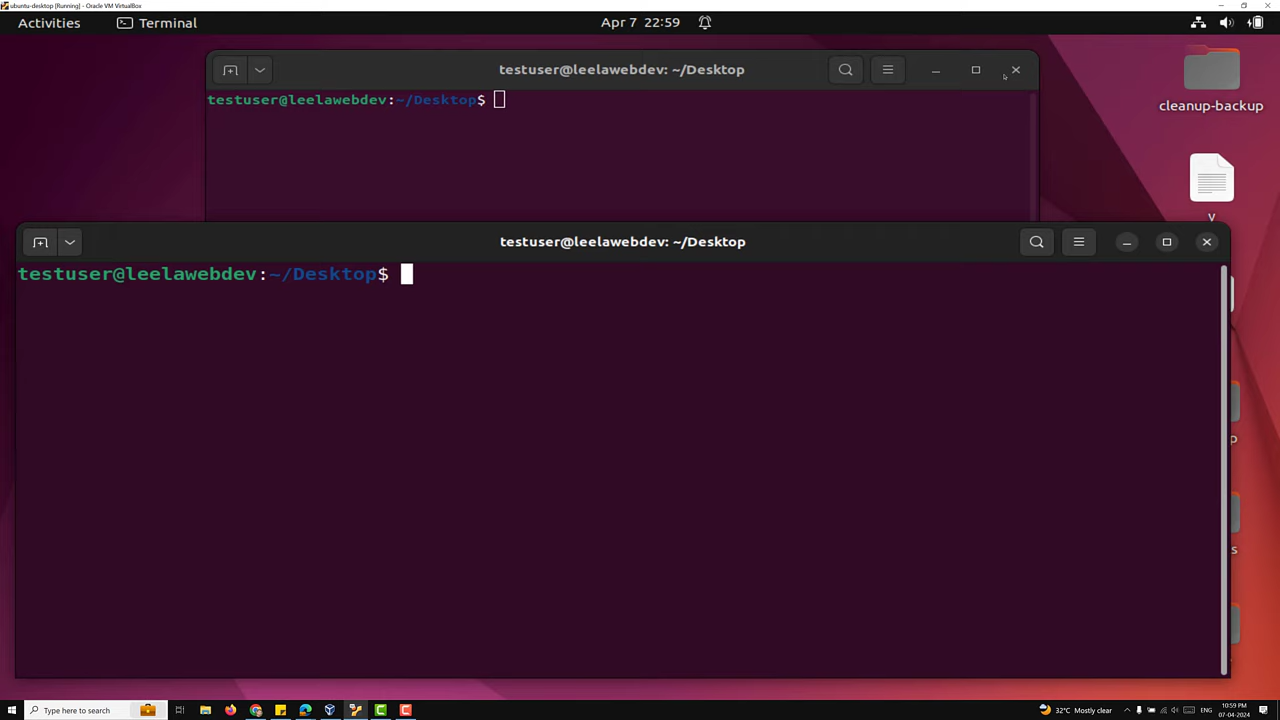 ubuntu-desktop [Running] - Oracle VM VirtualBox
Activities
Terminal
Apr 7 22:59
testuser@leelawebdev: ~/Desktop
testuser@leelawebdev:~/Desktop$
cleanup-backup
y
testuser@leelawebdev: ~/Desktop
testuser@leelawebdev:~/Desktop$
p
s
Type here to search
32°C Mostly clear
ENG
10:59 PM
07-04-2024